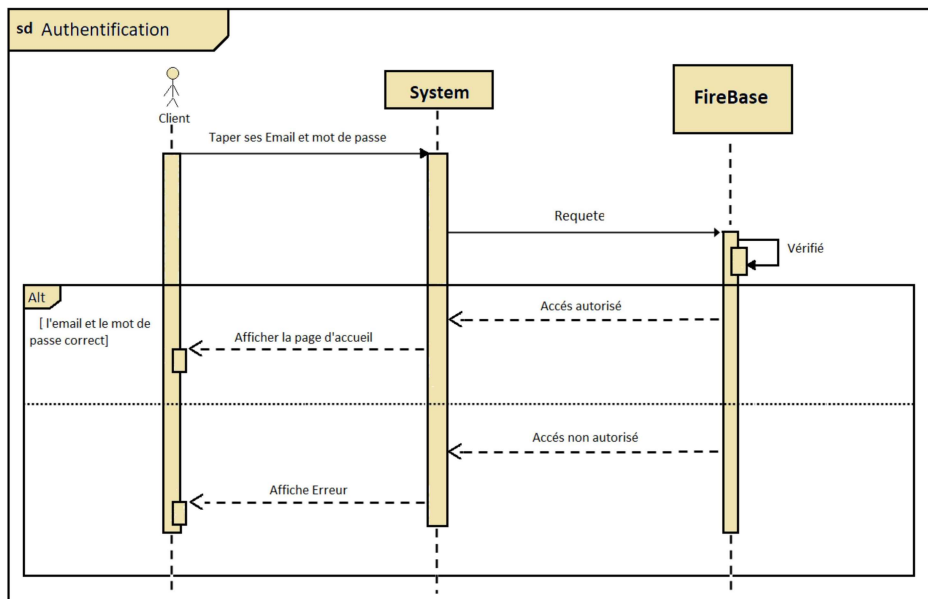 sd Authentification
Client
System
FireBase
Taper ses Email et mot de passe
Requete
Vérifié
Alt
[ l'email et le mot de
passe correct]
Accés autorisé
Afficher la page d'accueil
Accés non autorisé
Affiche Erreur